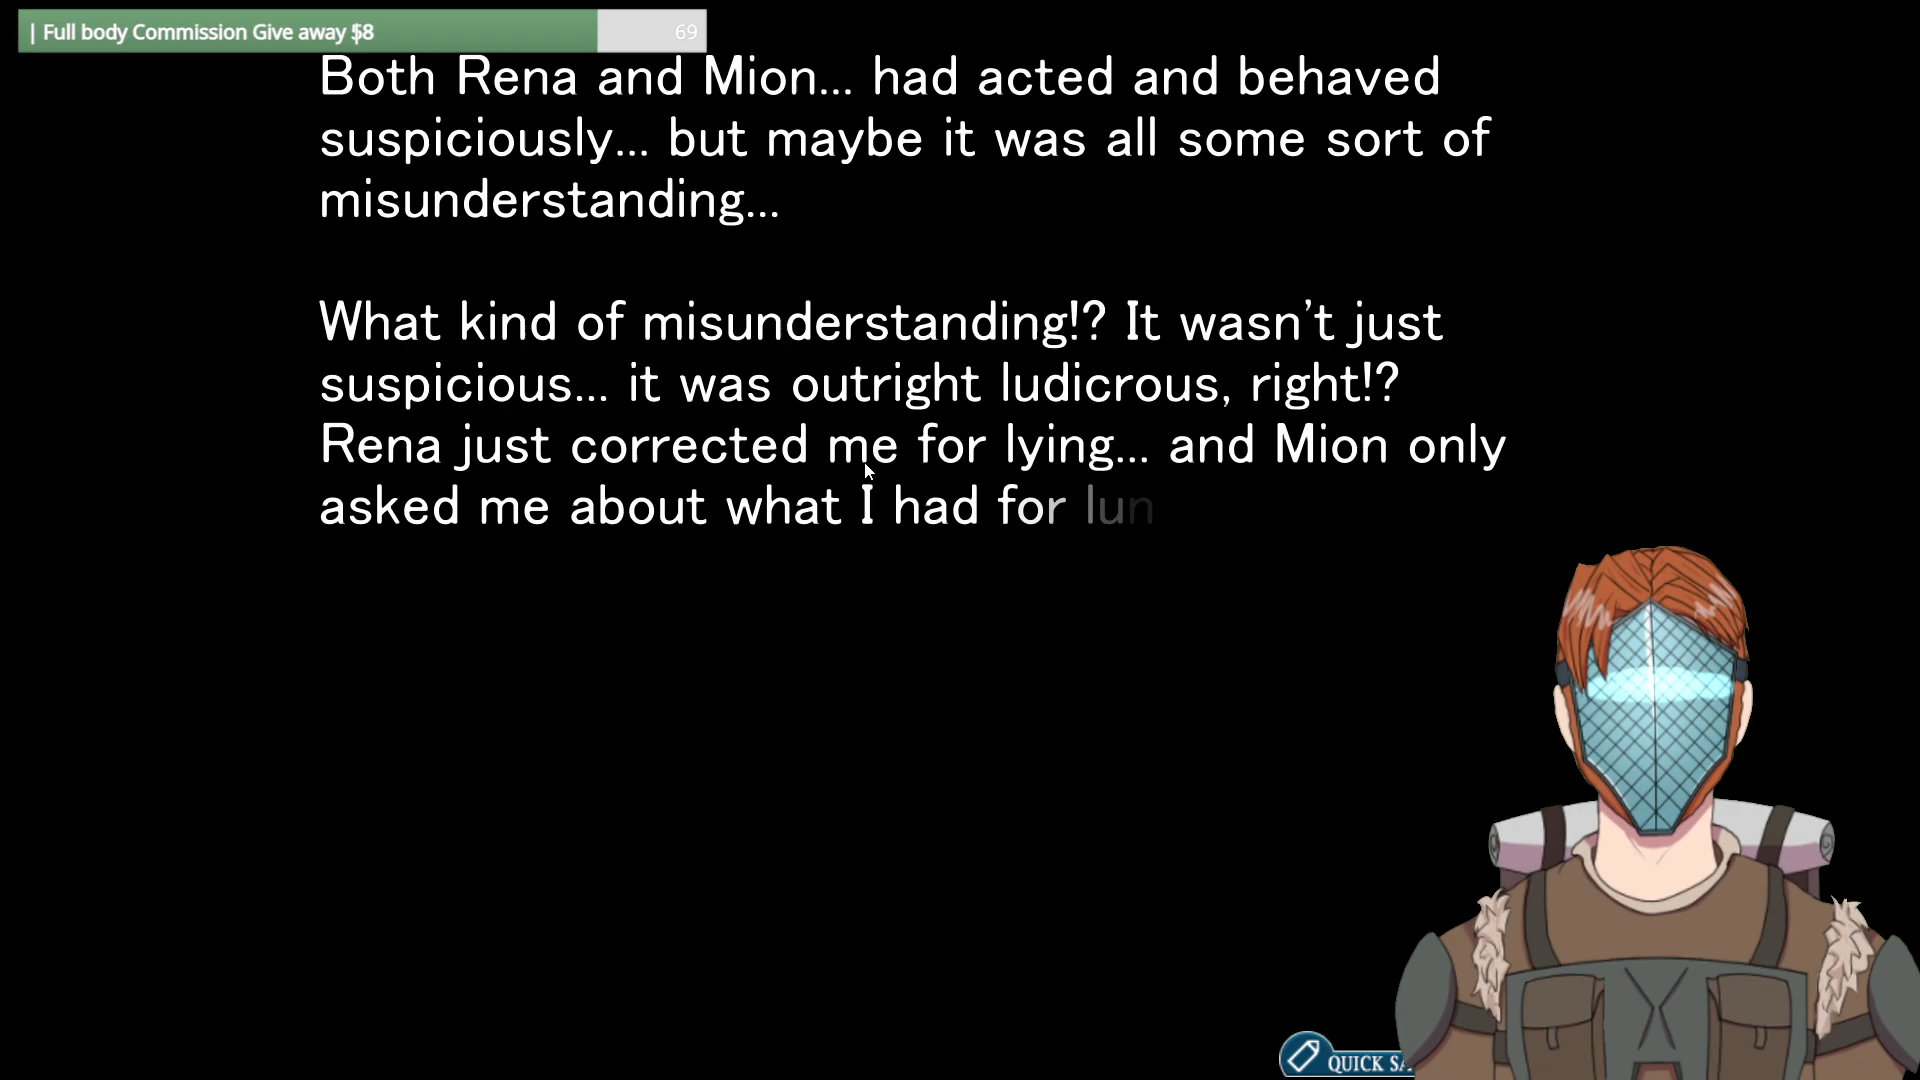 | Full body Commission Give away $8
69
Both Rena and Mion... had acted and behaved
suspiciously... but maybe it was all some sort of
misunderstanding...
What kind of misunderstanding!? It wasn't just
suspicious... it was outright ludicrous, right!?
Rena just corrected me for lying... and Mion only
asked me about what I had for lun
QUICK SA